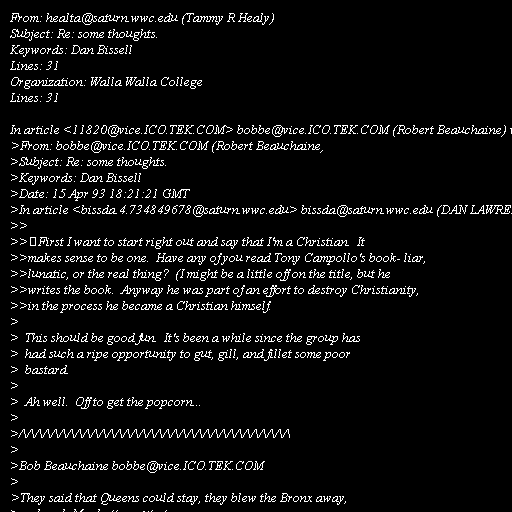 From: healta@saturn.wwc.edu (Tammy R Healy)
Subject: Re: some thoughts.
Keywords: Dan Bissell
Lines: 31
Organization: Walla Walla College
Lines: 31

In article <11820@vice.ICO.TEK.COM> bobbe@vice.ICO.TEK.COM (Robert Beauchaine)
>From: bobbe@vice.ICO.TEK.COM (Robert Beauchaine)
>Subject: Re: some thoughts.
>Keywords: Dan Bissell
>Date: 15 Apr 93 18:21:21 GMT
>In article <bissda.4.734849678@saturn.wwc.edu> bissda@saturn.wwc.edu (DAN LAWRE
>>
>> First I want to start right out and say that I'm a Christian.  It
>>makes sense to be one.  Have any of you read Tony Campollo's book- liar,
>>lunatic, or the real thing?  (I might be a little off on the title, but he
>>writes the book.  Anyway he was part of an effort to destroy Christianity,
>>in the process he became a Christian himself.
>
>  This should be good fun.  It's been a while since the group has
>  had such a ripe opportunity to gut, gill, and fillet some poor
>  bastard.
>
>  Ah well.  Off to get the popcorn...
>
>/\/\/\/\/\/\/\/\/\/\/\/\/\/\/\/\/\/\/\/\/\/\/\/\/\/\/\/\/\/\/\/\/\/\
>
>Bob Beauchaine bobbe@vice.ICO.TEK.COM
>
>They said that Queens could stay, they blew the Bronx away,